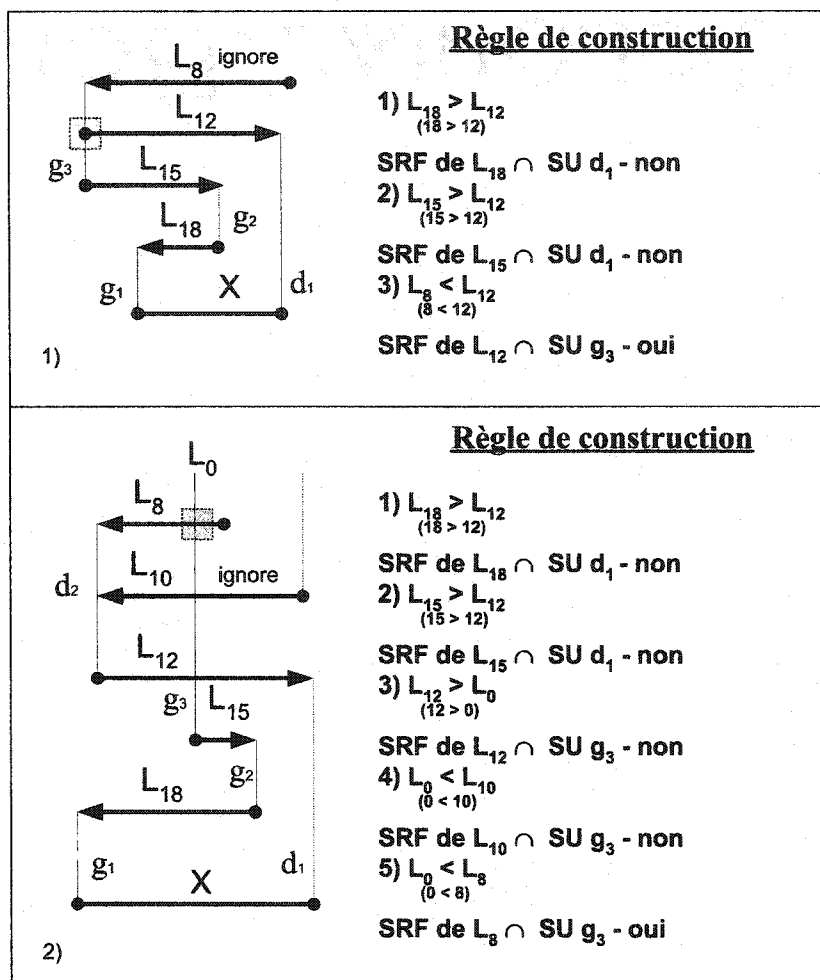 Règle de construction
L8 ignore
L12
g3
L15
L18
g2
g1
X
d1
1)
1) L18 > L12
(18 > 12)
SRF de L18 ∩ SU d1 - non
2) L15 > L12
(15 > 12)
SRF de L15 ∩ SU d1 - non
3) L8 < L12
(8 < 12)
SRF de L12 ∩ SU g3 - oui
Règle de construction
L0
L8
L10 ignore
d2
L12
g3
L15
g2
L18
g1
X
d1
2)
1) L18 > L12
(18 > 12)
SRF de L18 ∩ SU d1 - non
2) L15 > L12
(15 > 12)
SRF de L15 ∩ SU d1 - non
3) L12 > L0
(12 > 0)
SRF de L12 ∩ SU g3 - non
4) L0 < L10
(0 < 10)
SRF de L10 ∩ SU g3 - non
5) L0 < L8
(0 < 8)
SRF de L8 ∩ SU g3 - oui